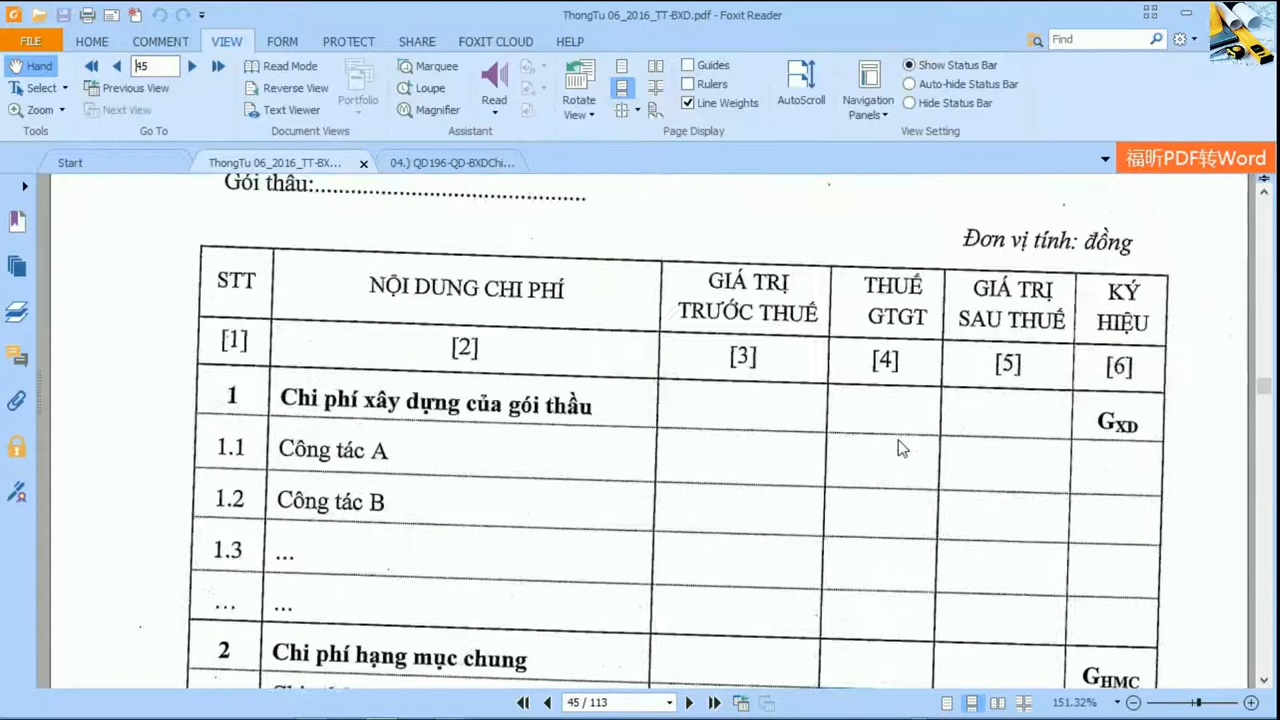 ThongTu 06_2016_TT-BXD.pdf - Foxit Reader
FILE HOME COMMENT VIEW FORM PROTECT SHARE FOXIT CLOUD HELP Find
Hand 45 Read Mode Marquee Guides Show Status Bar
Select Previous View Reverse View Loupe Rulers Auto-hide Status Bar
Zoom Next View Text Viewer Portfolio Magnifier Read Rotate View Line Weights AutoScroll Navigation Panels Hide Status Bar
Tools Go To Document Views Assistant Page Display View Setting
Start ThongTu 06_2016_TT-BX... 04.) QD196-QD-BXDChi... 福昕PDF转Word
Gói thầu:
Đơn vị tính: đồng
STT NỘI DUNG CHI PHÍ GIÁ TRỊ TRƯỚC THUẾ THUẾ GTGT GIÁ TRỊ SAU THUẾ KÝ HIỆU
[1] [2] [3] [4] [5] [6]
1 Chi phí xây dựng của gói thầu GXD
1.1 Công tác A
1.2 Công tác B
1.3 ...
... ...
2 Chi phí hạng mục chung GHMC
45 / 113 151.32%